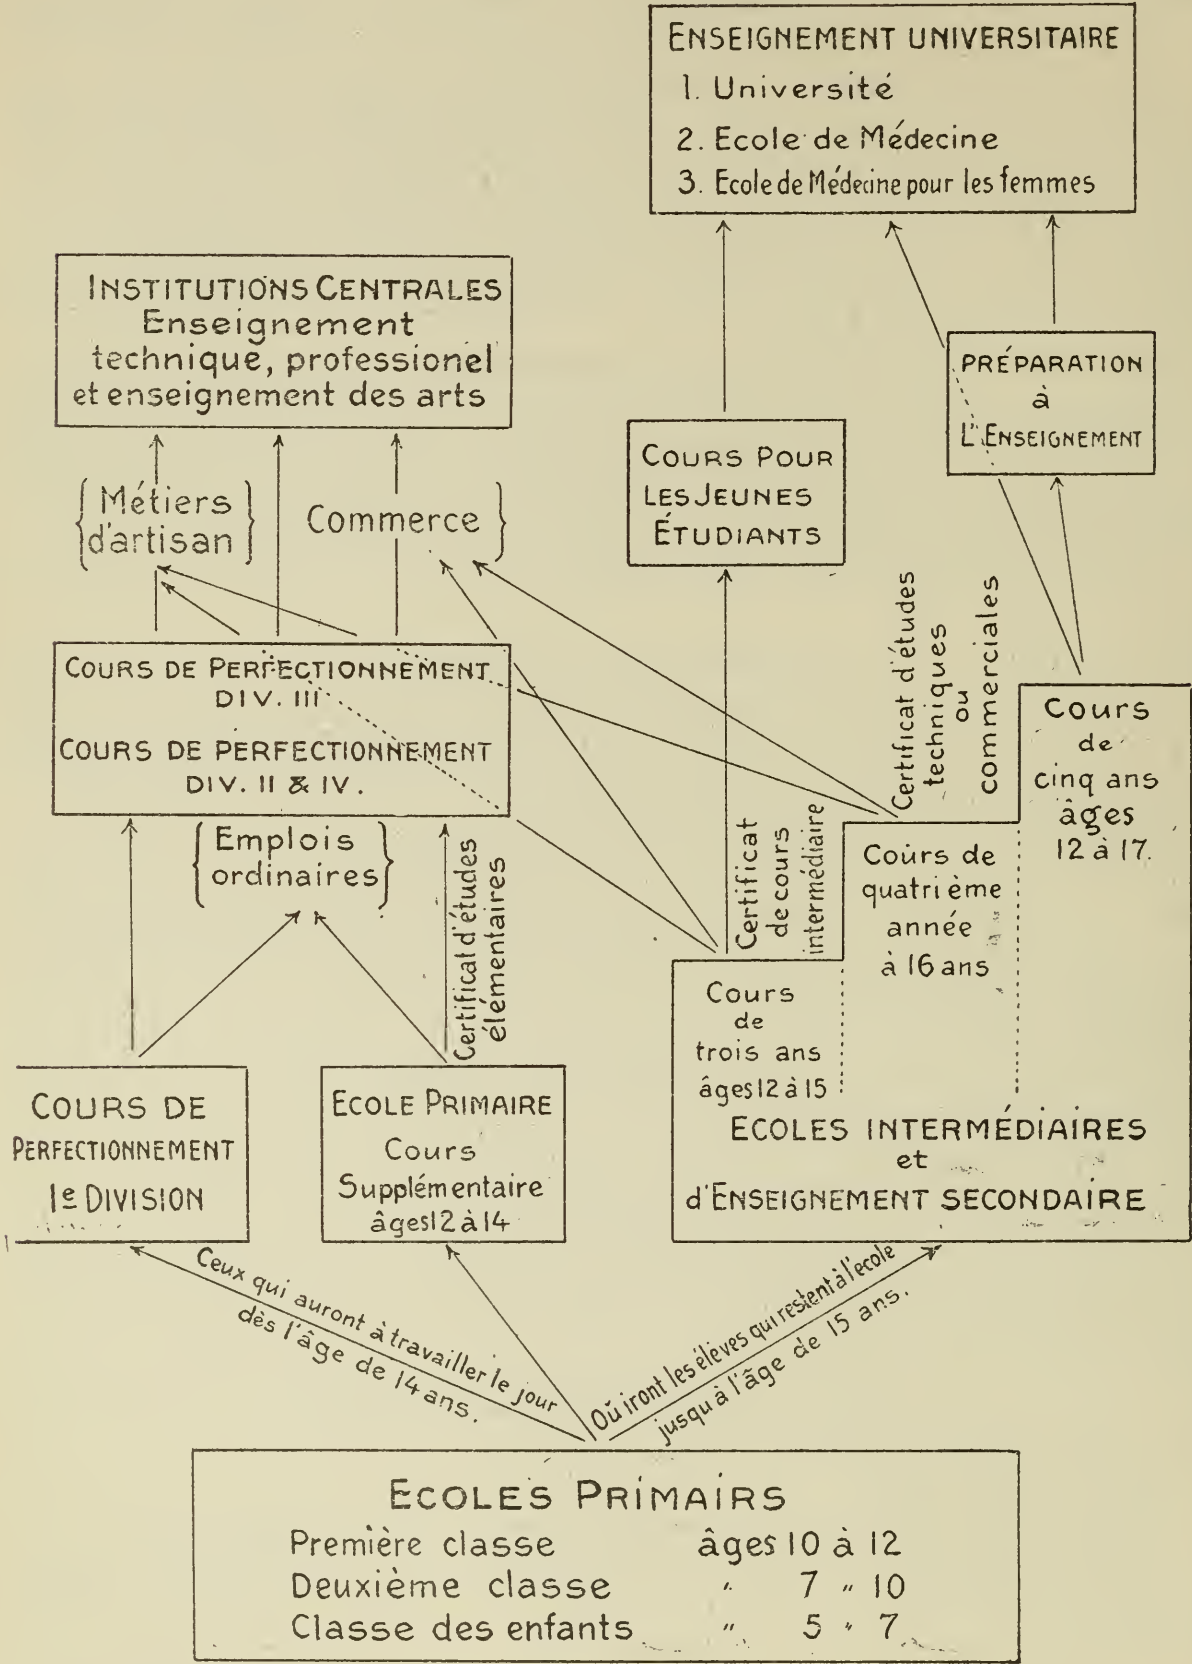 ENSEIGNEMENT UNIVERSITAIRE
1. Université
2. Ecole de Médecine
3. Ecole de Médecine pour les femmes
INSTITUTIONS CENTRALES
Enseignement
technique, professionel
et enseignement des arts
PRÉPARATION
à
L'ENSEIGNEMENT
COURS POUR
LES JEUNES
ÉTUDIANTS
{Métiers
d'artisan}
Commerce}
COURS DE PERFECTIONNEMENT
DIV. III
COURS DE PERFECTIONNEMENT
DIV. II & IV.
{Emplois
ordinaires}
Certificat d'études
élémentaires
Certificat
de cours
intermédiaire
Certificat d'études
techniques
ou
commerciales
Cours
de
cinq ans
âges
12 à 17.
Cours de
quatrième
année
à 16 ans
Cours
de
trois ans
âges 12 à 15
ECOLES INTERMÉDIAIRES
et
d'ENSEIGNEMENT SECONDAIRE
COURS DE
PERFECTIONNEMENT
1e DIVISION
ECOLE PRIMAIRE
Cours
Supplémentaire
âges 12 à 14
Ceux qui auront à travailler le jour
dès l'âge de 14 ans.
Où iront les élèves qui restent à l'ecole
jusqu'à l'âge de 15 ans.
ECOLES PRIMAIRS
Première classe âges 10 à 12
Deuxième classe " 7 " 10
Classe des enfants " 5 " 7